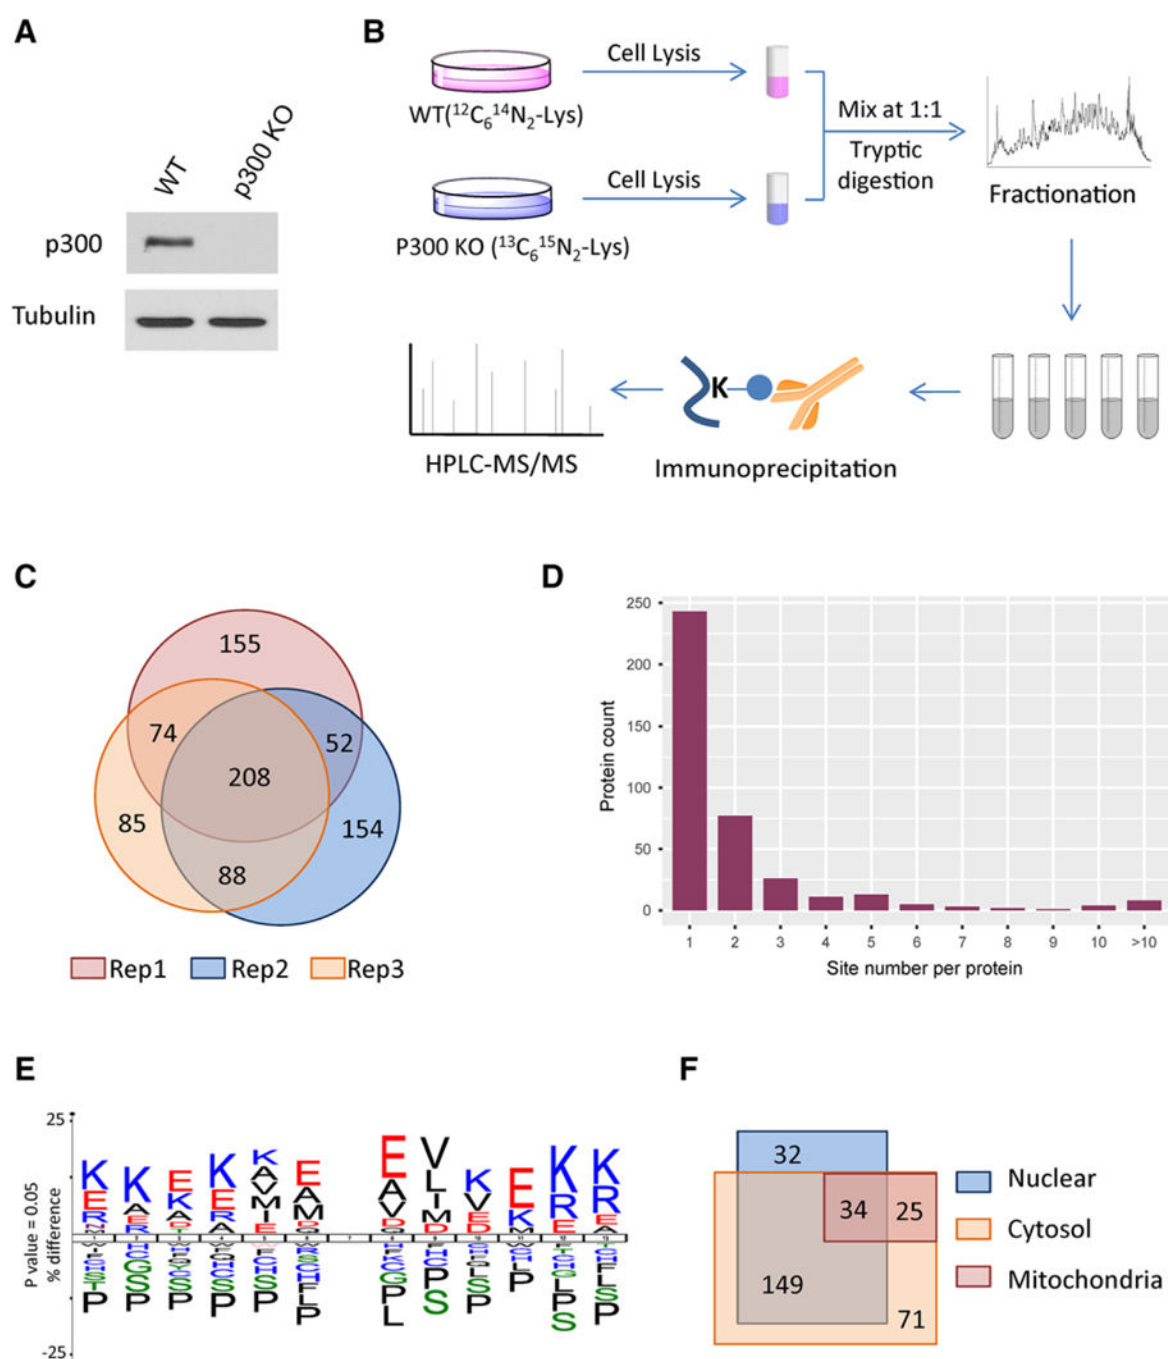 A
WT
p300 KO
p300
Tubulin
B
WT(¹²C₆¹⁴N₂-Lys)
Cell Lysis
P300 KO (¹³C₆¹⁵N₂-Lys)
Cell Lysis
Mix at 1:1
Tryptic
digestion
Fractionation
K
Immunoprecipitation
HPLC-MS/MS
C
155
74
52
208
85
154
88
Rep1
Rep2
Rep3
D
Protein count
250
200
150
100
50
0
1 2 3 4 5 6 7 8 9 10 >10
Site number per protein
E
P value = 0.05
% difference
25
-25
K K E K K E E V K E K K
E A K E A A A L V K R R
P P P P P P L S P P S P
F
32
34 25
149
71
Nuclear
Cytosol
Mitochondria